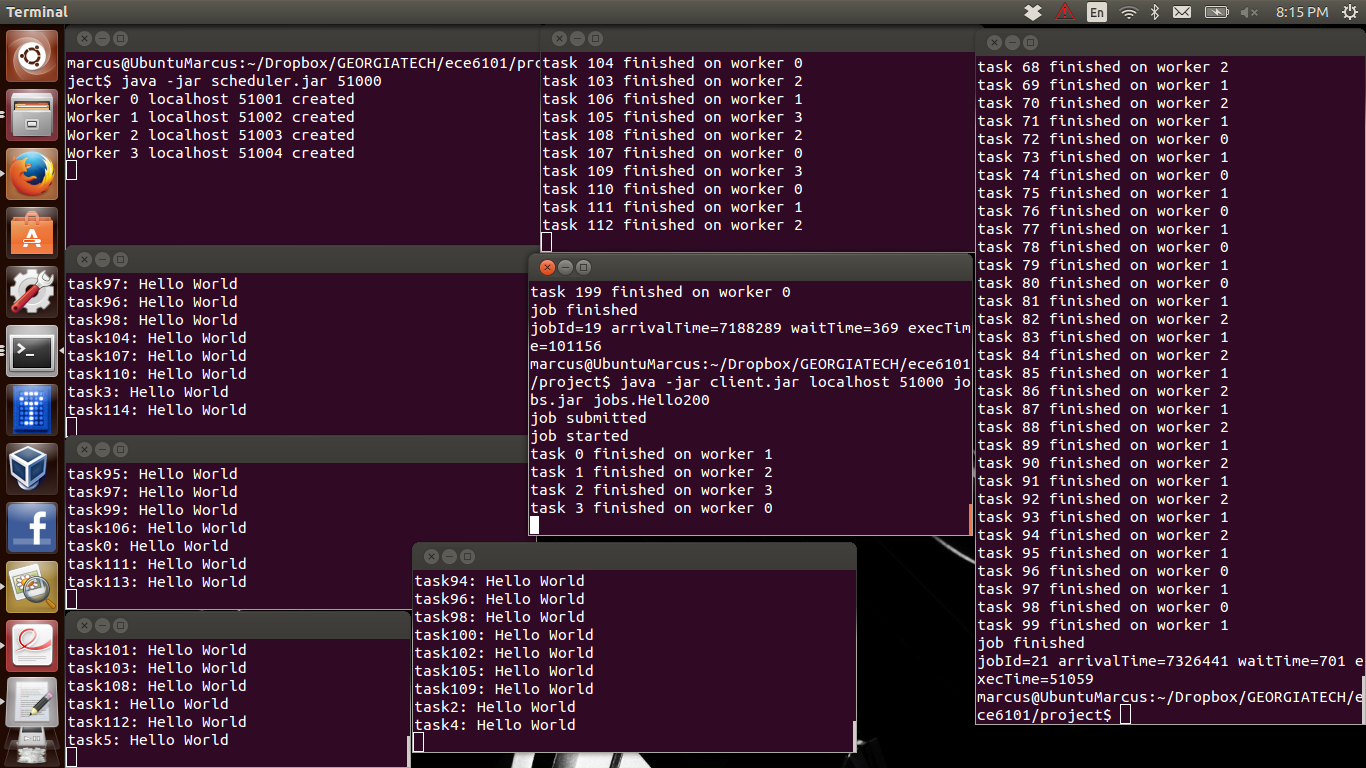 Terminal
En
8:15 PM
marcus@UbuntuMarcus:~/Dropbox/GEORGIATECH/ece6101/pro
ject$ java -jar scheduler.jar 51000
Worker 0 localhost 51001 created
Worker 1 localhost 51002 created
Worker 2 localhost 51003 created
Worker 3 localhost 51004 created
task 104 finished on worker 0
task 103 finished on worker 2
task 106 finished on worker 1
task 105 finished on worker 3
task 108 finished on worker 2
task 107 finished on worker 0
task 109 finished on worker 3
task 110 finished on worker 0
task 111 finished on worker 1
task 112 finished on worker 2
task97: Hello World
task96: Hello World
task98: Hello World
task104: Hello World
task107: Hello World
task110: Hello World
task3: Hello World
task114: Hello World
task 199 finished on worker 0
job finished
jobId=19 arrivalTime=7188289 waitTime=369 execTim
e=101156
marcus@UbuntuMarcus:~/Dropbox/GEORGIATECH/ece6101
/project$ java -jar client.jar localhost 51000 jo
bs.jar jobs.Hello200
job submitted
job started
task 0 finished on worker 1
task 1 finished on worker 2
task 2 finished on worker 3
task 3 finished on worker 0
task95: Hello World
task97: Hello World
task99: Hello World
task106: Hello World
task0: Hello World
task111: Hello World
task113: Hello World
task101: Hello World
task103: Hello World
task108: Hello World
task1: Hello World
task112: Hello World
task5: Hello World
task94: Hello World
task96: Hello World
task98: Hello World
task100: Hello World
task102: Hello World
task105: Hello World
task109: Hello World
task2: Hello World
task4: Hello World
task 68 finished on worker 2
task 69 finished on worker 1
task 70 finished on worker 2
task 71 finished on worker 1
task 72 finished on worker 0
task 73 finished on worker 1
task 74 finished on worker 0
task 75 finished on worker 1
task 76 finished on worker 0
task 77 finished on worker 1
task 78 finished on worker 0
task 79 finished on worker 1
task 80 finished on worker 0
task 81 finished on worker 1
task 82 finished on worker 2
task 83 finished on worker 1
task 84 finished on worker 2
task 85 finished on worker 1
task 86 finished on worker 2
task 87 finished on worker 1
task 88 finished on worker 2
task 89 finished on worker 1
task 90 finished on worker 2
task 91 finished on worker 1
task 92 finished on worker 2
task 93 finished on worker 1
task 94 finished on worker 2
task 95 finished on worker 1
task 96 finished on worker 0
task 97 finished on worker 1
task 98 finished on worker 0
task 99 finished on worker 1
job finished
jobId=21 arrivalTime=7326441 waitTime=701 e
xecTime=51059
marcus@UbuntuMarcus:~/Dropbox/GEORGIATECH/e
ce6101/project$